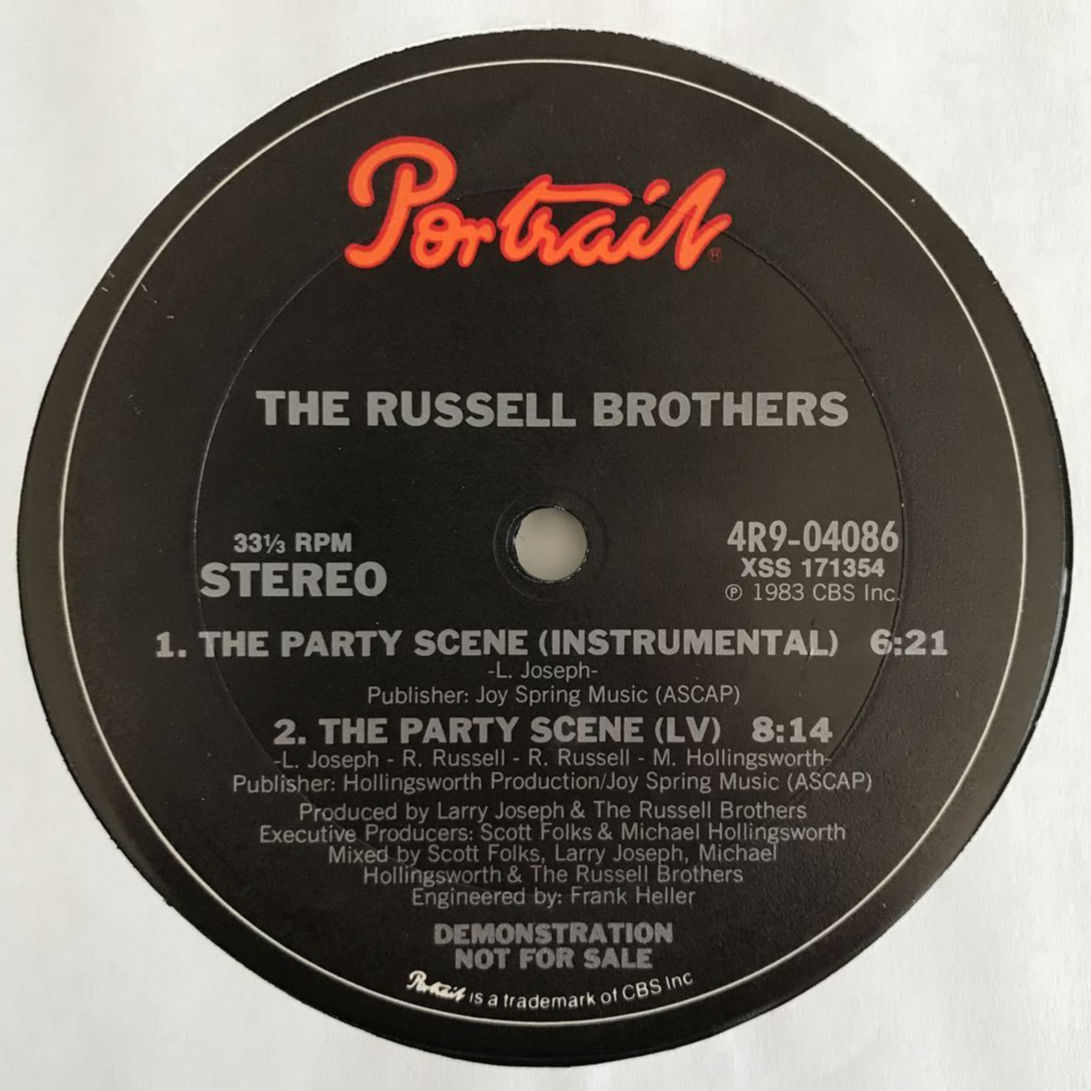 Portrait ®
THE RUSSELL BROTHERS
33⅓ RPM
STEREO
4R9-04086
XSS 171354
℗ 1983 CBS Inc.
1. THE PARTY SCENE (INSTRUMENTAL) 6:21
-L. Joseph-
Publisher: Joy Spring Music (ASCAP)
2. THE PARTY SCENE (LV) 8:14
-L. Joseph - R. Russell - R. Russell - M. Hollingsworth-
Publisher: Hollingsworth Production/Joy Spring Music (ASCAP)
Produced by Larry Joseph & The Russell Brothers
Executive Producers: Scott Folks & Michael Hollingsworth
Mixed by Scott Folks, Larry Joseph, Michael
Hollingsworth & The Russell Brothers
Engineered by: Frank Heller
DEMONSTRATION
NOT FOR SALE
Portrait is a trademark of CBS Inc